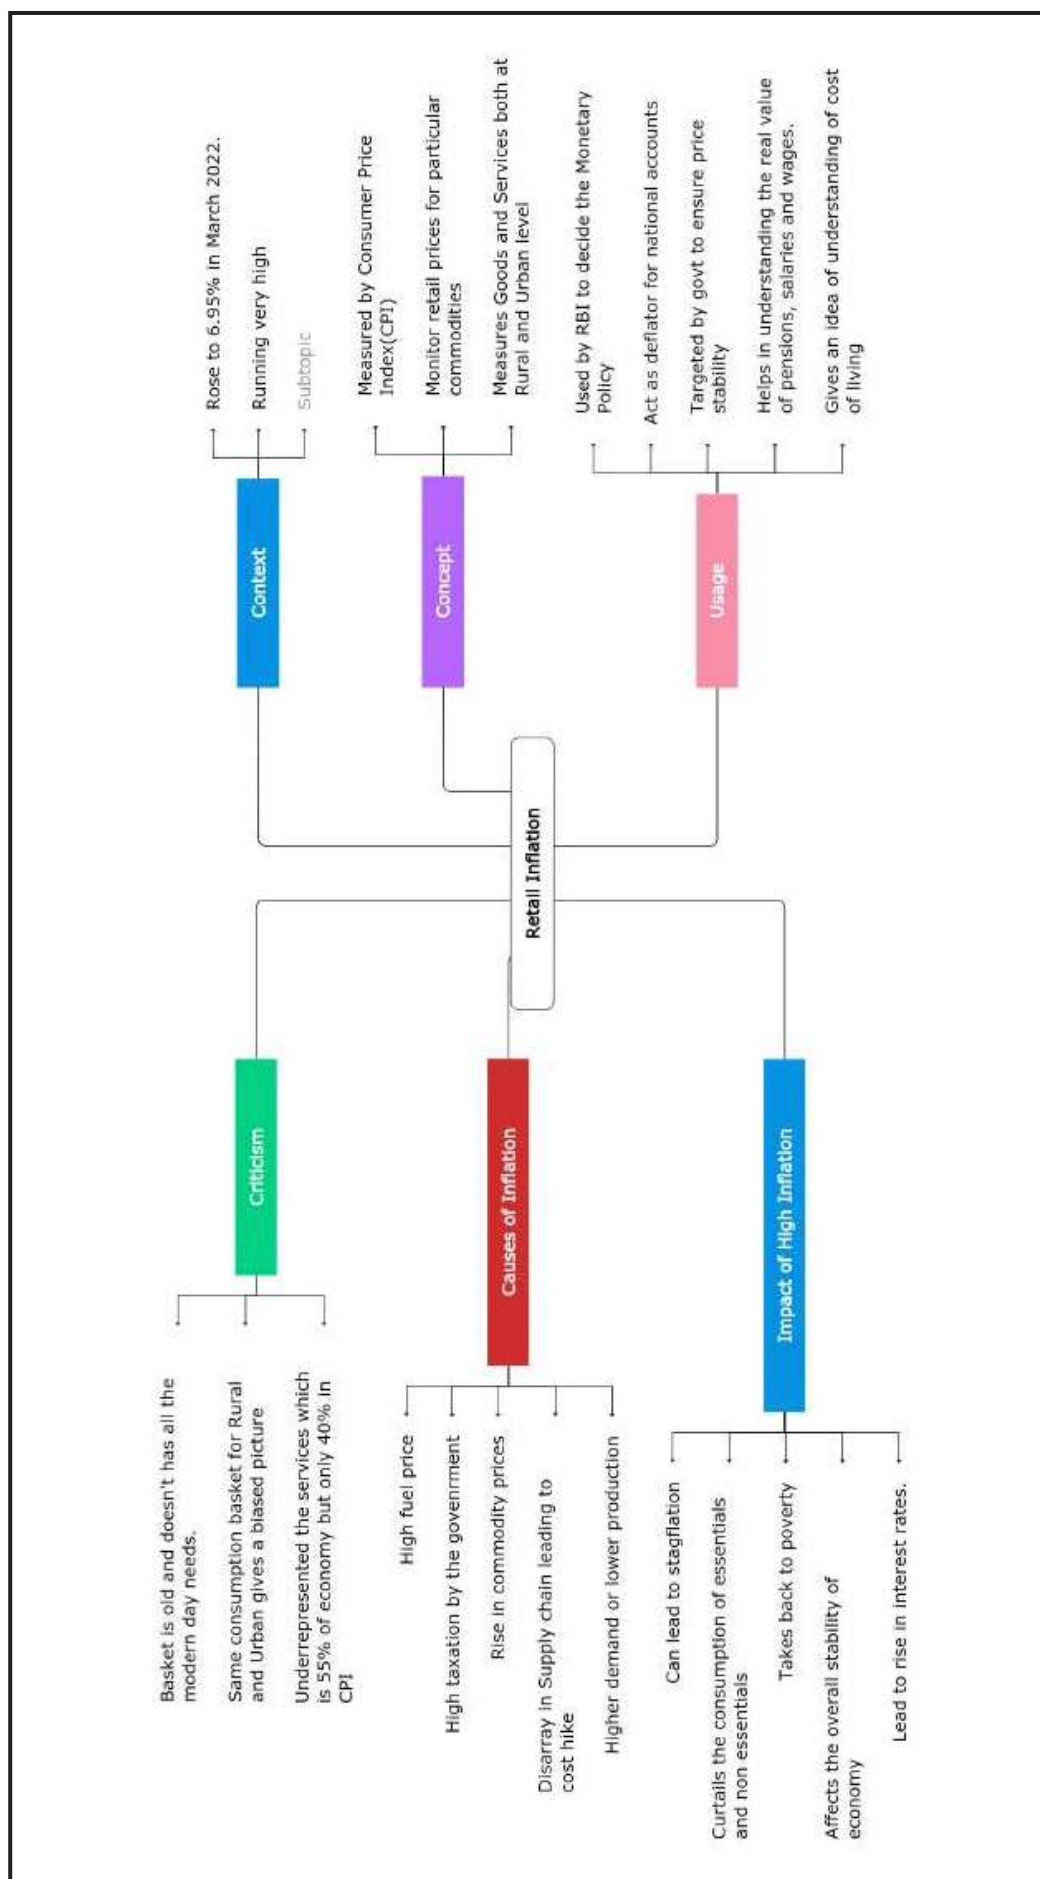 Retail Inflation
Context
Rose to 6.95% in March 2022.
Running very high
Subtopic
Concept
Measured by Consumer Price
Index(CPI)
Monitor retail prices for particular
commodities
Measures Goods and Services both at
Rural and Urban level
Usage
Used by RBI to decide the Monetary
Policy
Act as deflator for national accounts
Targeted by govt to ensure price
stability
Helps in understanding the real value
of pensions, salaries and wages.
Gives an idea of understanding of cost
of living
Criticism
Basket is old and doesn't has all the
modern day needs.
Same consumption basket for Rural
and Urban gives a biased picture
Underrepresented the services which
is 55% of economy but only 40% in
CPI
Causes of Inflation
High fuel price
High taxation by the govenrment
Rise in commodity prices
Disarray in Supply chain leading to
cost hike
Higher demand or lower production
Impact of High Inflation
Can lead to stagflation
Curtails the consumption of essentials
and non essentials
Takes back to poverty
Affects the overall stability of
economy
Lead to rise in interest rates.